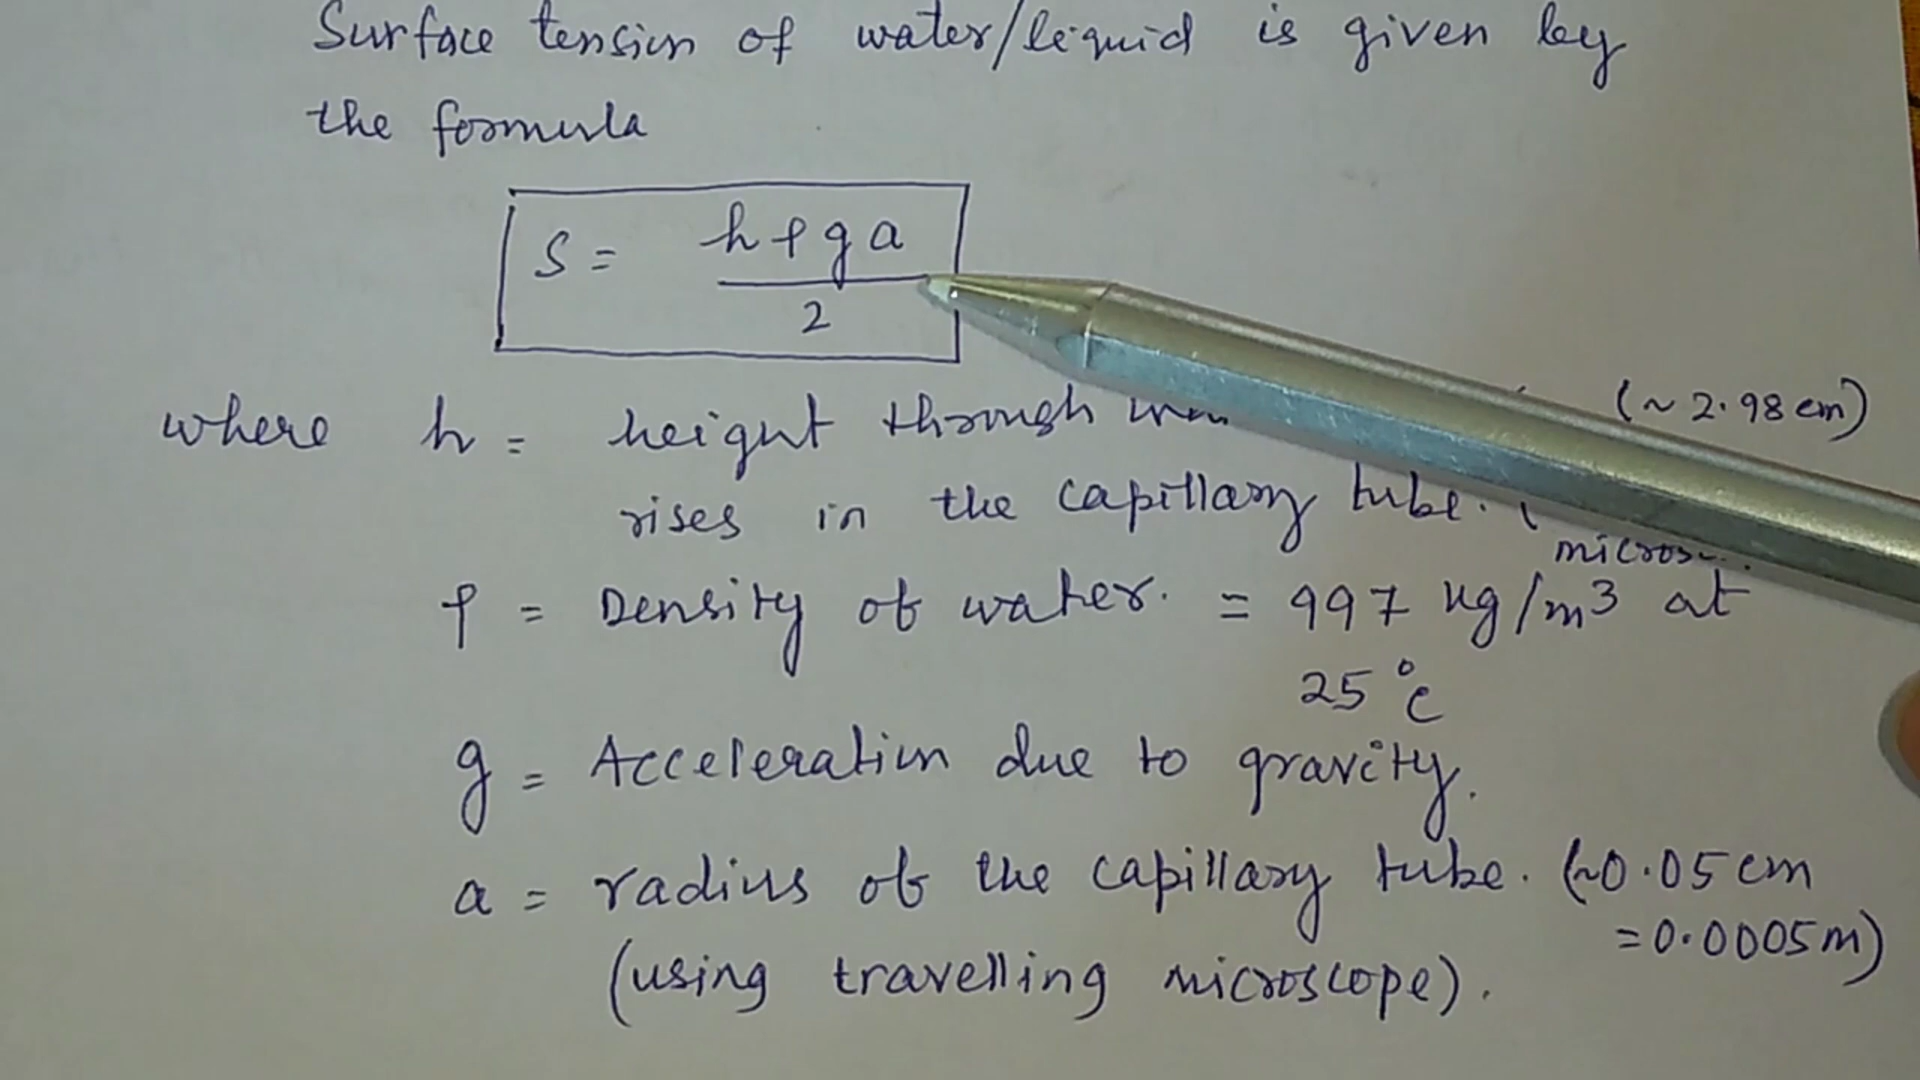 Surface tension of water/liquid is given by
the formula
S = hρga
2
where h = height through (~2.98 cm)
rises in the capillary tube. (
ρ = Density of water. = 997 kg/m3 at
25 °C
g = Acceleration due to gravity.
a = radius of the capillary tube. (~0.05 cm
= 0.0005m)
(using travelling microscope).